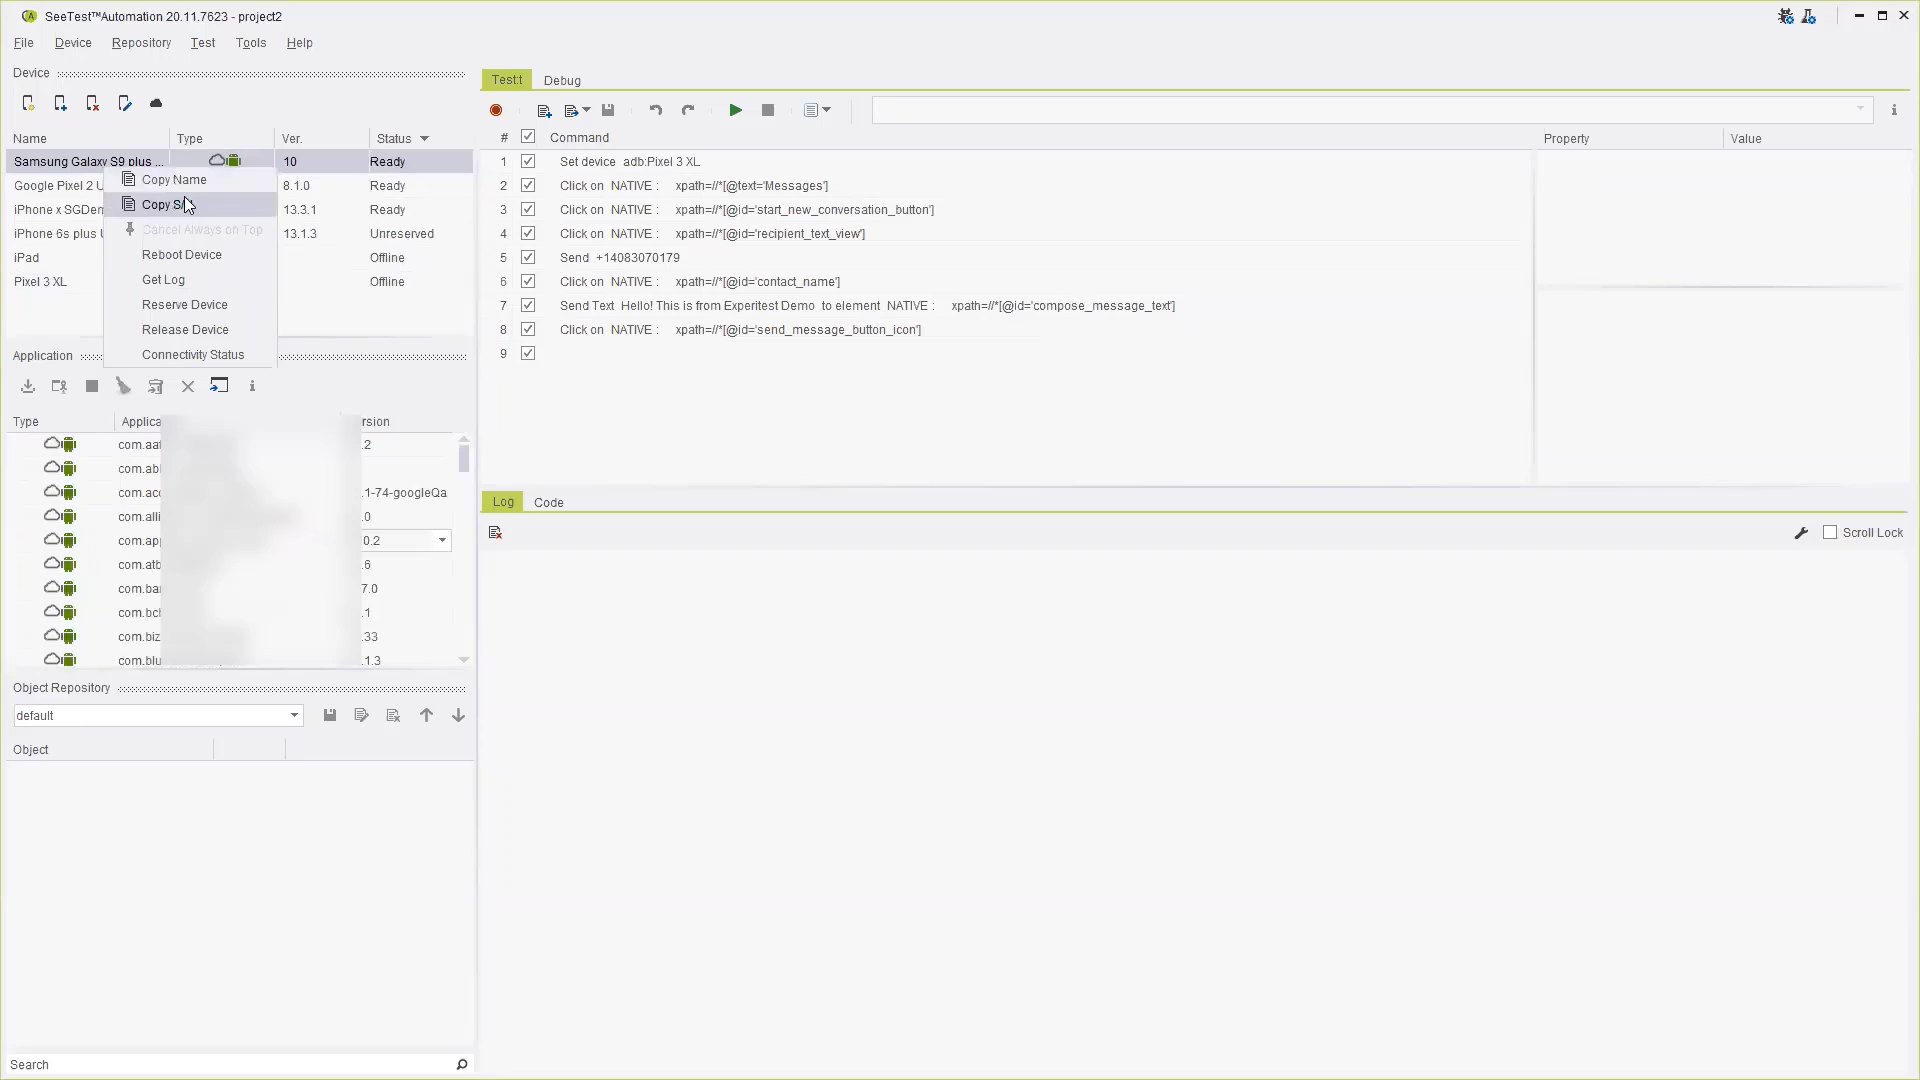 SeeTest™Automation 20.11.7623 - project2
File Device Repository Test Tools Help
Device
Name Type Ver. Status
Samsung Galaxy S9 plus ... 10 Ready
Google Pixel 2 8.1.0 Ready
iPhone x SGDem 13.3.1 Ready
iPhone 6s plus 13.1.3 Unreserved
iPad Offline
Pixel 3 XL Offline
Copy Name
Copy
Cancel Always on Top
Reboot Device
Get Log
Reserve Device
Release Device
Connectivity Status
Application
Type Applica rsion
com.aaf .2
com.abl
com.acc .1-74-googleQa
com.alli .0
com.app 0.2
com.atb .6
com.bar 7.0
com.bcl .1
com.biz .33
com.blu .1.3
Object Repository
default
Object
Search
Test:t Debug
# Command
1 Set device adb:Pixel 3 XL
2 Click on NATIVE : xpath=//*[@text='Messages']
3 Click on NATIVE : xpath=//*[@id='start_new_conversation_button']
4 Click on NATIVE : xpath=//*[@id='recipient_text_view']
5 Send +14083070179
6 Click on NATIVE : xpath=//*[@id='contact_name']
7 Send Text Hello! This is from Experitest Demo to element NATIVE : xpath=//*[@id='compose_message_text']
8 Click on NATIVE : xpath=//*[@id='send_message_button_icon']
9
Property Value
Log Code
Scroll Lock